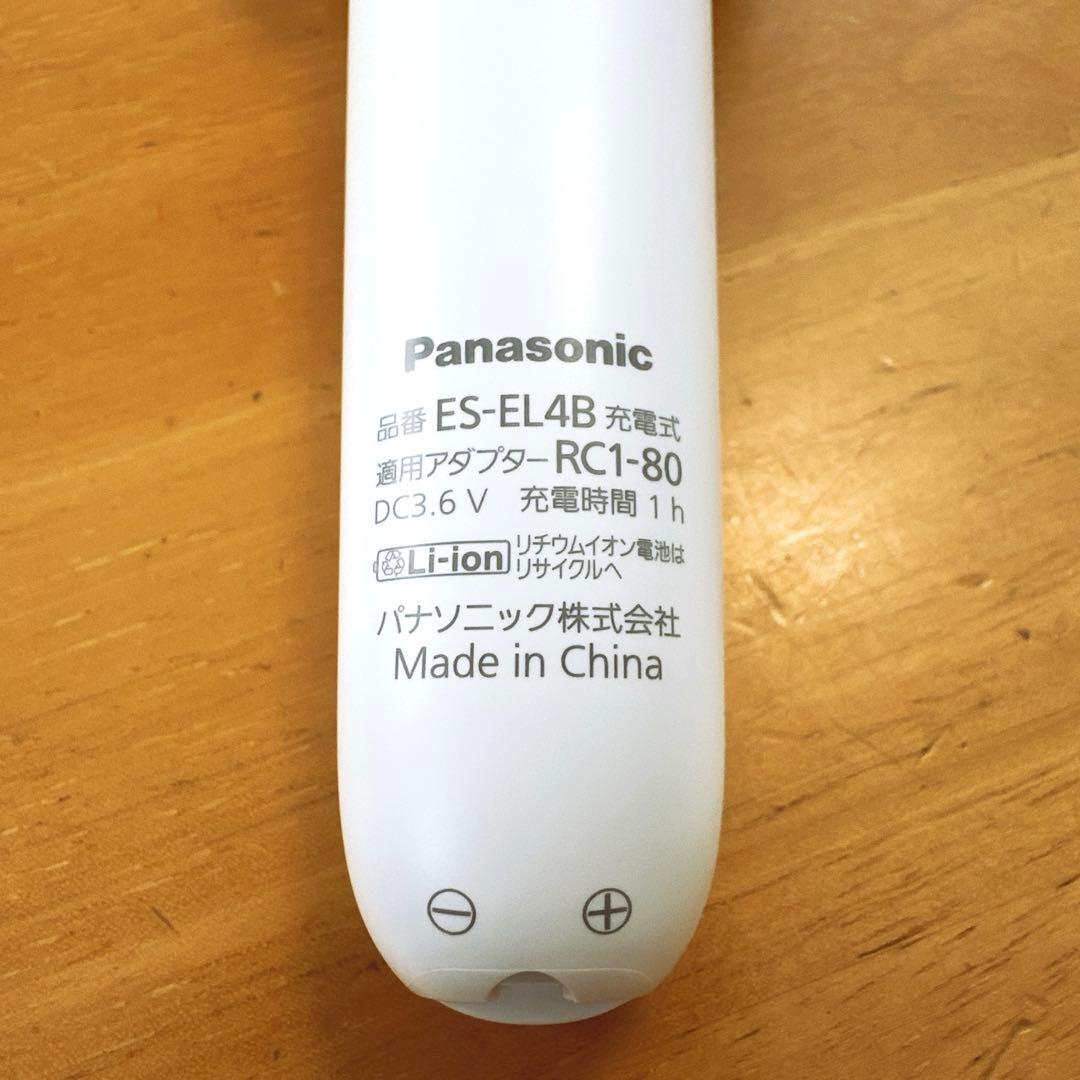 Panasonic
品番 ES-EL4B 充電式
適用アダプター RC1-80
DC3.6 V 充電時間 1 h
Li-ion リチウムイオン電池は
リサイクルへ
パナソニック株式会社
Made in China
⊖ ⊕